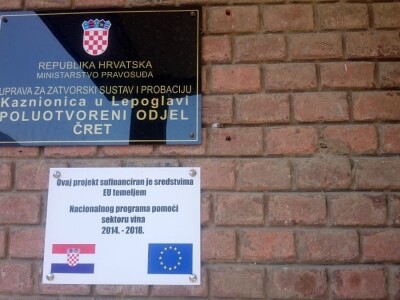 REPUBLIKA HRVATSKA
MINISTARSTVO PRAVOSUĐA
UPRAVA ZA ZATVORSKI SUSTAV I PROBACIJU
Kaznionica u Lepoglavi
POLUOTVORENI ODJEL
ČRET
Ovaj projekt sufinanciran je sredstvima
EU temeljem
Nacionalnog programa pomoći
sektoru vina
2014. - 2018.